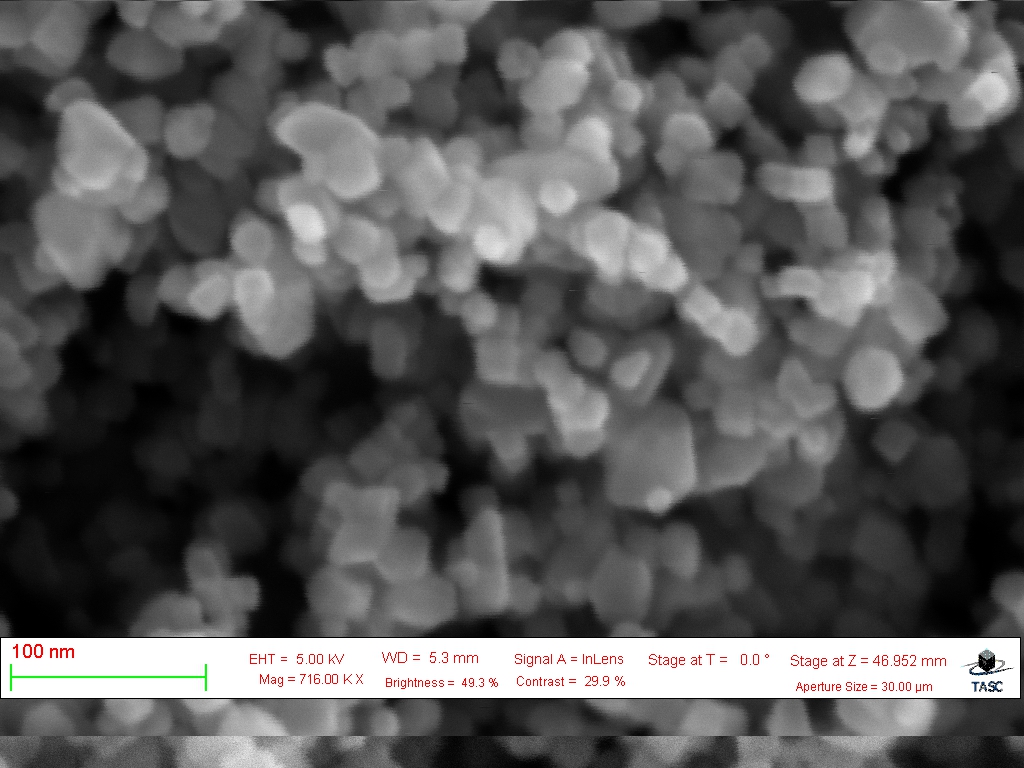 100 nm
EHT = 5.00 kV WD = 5.3 mm Signal A = InLens Stage at T = 0.0 ° Stage at Z = 46.952 mm
Mag = 716.00 K X Brightness = 49.3 % Contrast = 29.9 % Aperture Size = 30.00 µm
TASC